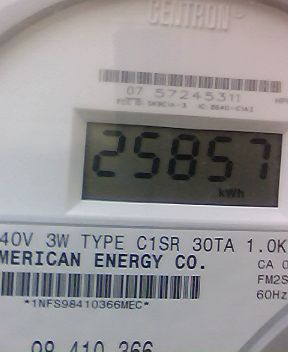 CENTRON®
07 57245311
25857
kWh
40V 3W TYPE C1SR 30TA 1.0K
MERICAN ENERGY CO.
CA 0
FM2S
60Hz
*1NFS98410366MEC*
98 410 366